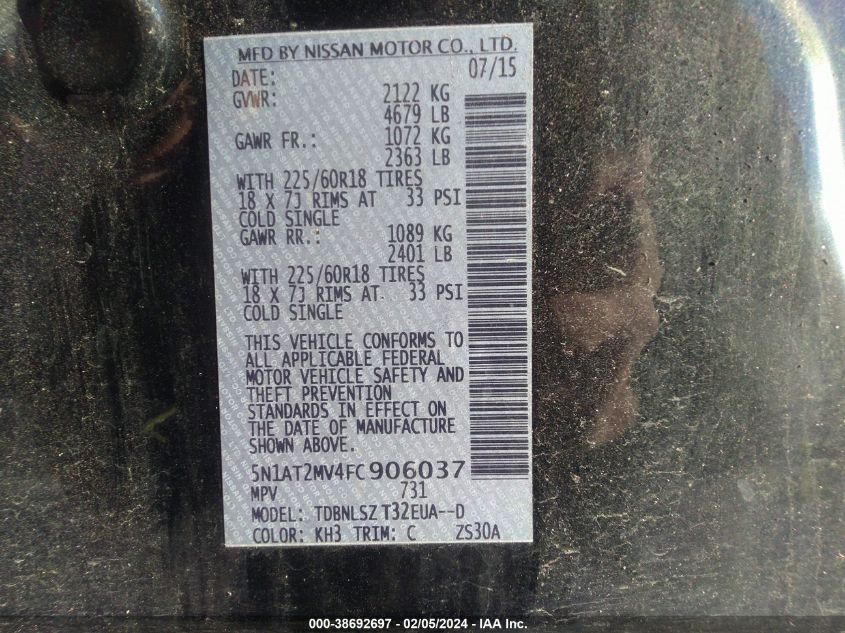 MFD BY NISSAN MOTOR CO., LTD.
DATE: 07/15
GVWR: 2122 KG
4679 LB
GAWR FR.: 1072 KG
2363 LB
WITH 225/60R18 TIRES
18 X 7J RIMS AT 33 PSI
COLD SINGLE
GAWR RR.: 1089 KG
2401 LB
WITH 225/60R18 TIRES
18 X 7J RIMS AT 33 PSI
COLD SINGLE
THIS VEHICLE CONFORMS TO
ALL APPLICABLE FEDERAL
MOTOR VEHICLE SAFETY AND
THEFT PREVENTION
STANDARDS IN EFFECT ON
THE DATE OF MANUFACTURE
SHOWN ABOVE.
5N1AT2MV4FC906037
MPV 731
MODEL: TDBNLSZ T32EUA--D
COLOR: KH3 TRIM: C ZS30A
000-38692697 - 02/05/2024 - IAA Inc.